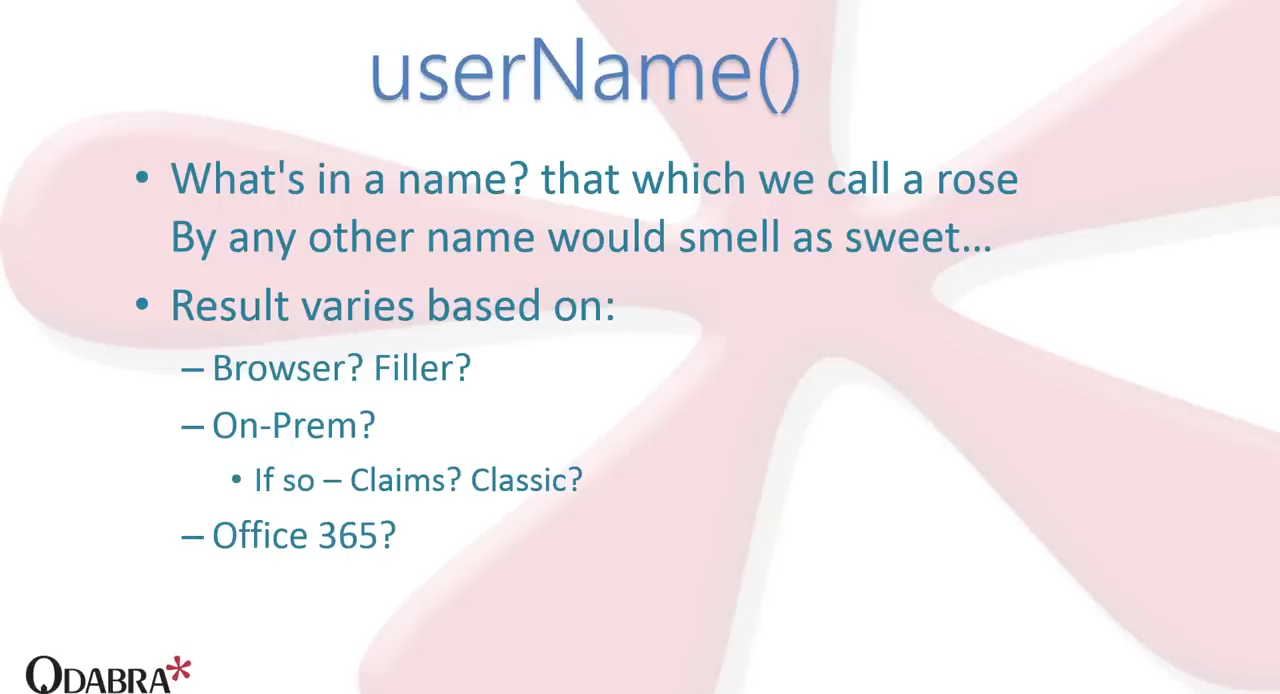 userName()
• What's in a name? that which we call a rose
By any other name would smell as sweet...
• Result varies based on:
– Browser? Filler?
– On-Prem?
• If so – Claims? Classic?
– Office 365?
QDABRA*